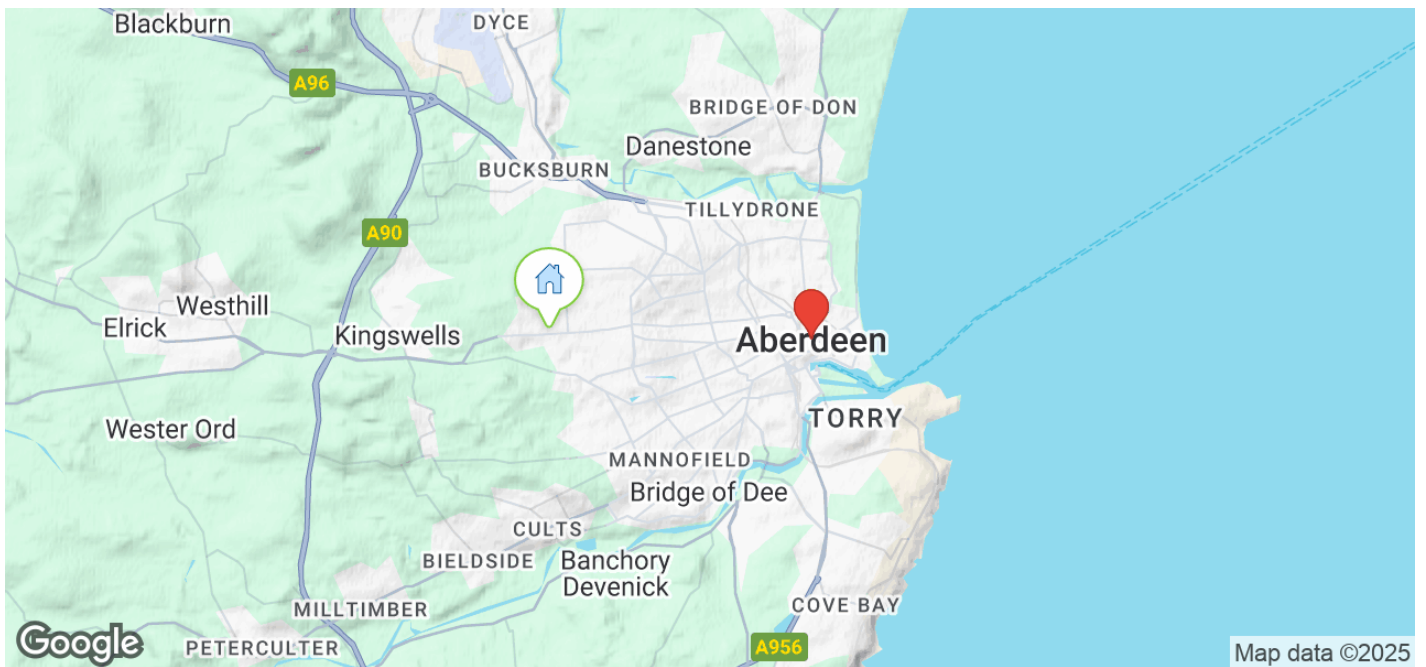 Blackburn
DYCE
A96
BRIDGE OF DON
Danestone
BUCKSBURN
TILLYDRONE
A90
Westhill
Elrick
Kingswells
Aberdeen
TORRY
Wester Ord
MANNOFIELD
Bridge of Dee
CULTS
BIELDSIDE
Banchory
Devenick
MILLTIMBER
COVE BAY
PETERCULTER
A956
Google
Map data ©2025